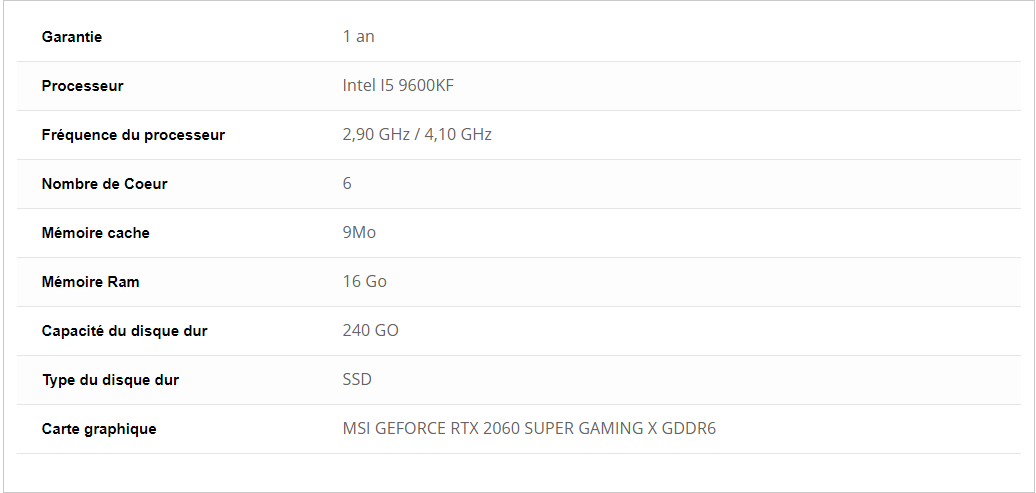 Garantie 1 an
Processeur Intel I5 9600KF
Fréquence du processeur 2,90 GHz / 4,10 GHz
Nombre de Coeur 6
Mémoire cache 9Mo
Mémoire Ram 16 Go
Capacité du disque dur 240 GO
Type du disque dur SSD
Carte graphique MSI GEFORCE RTX 2060 SUPER GAMING X GDDR6